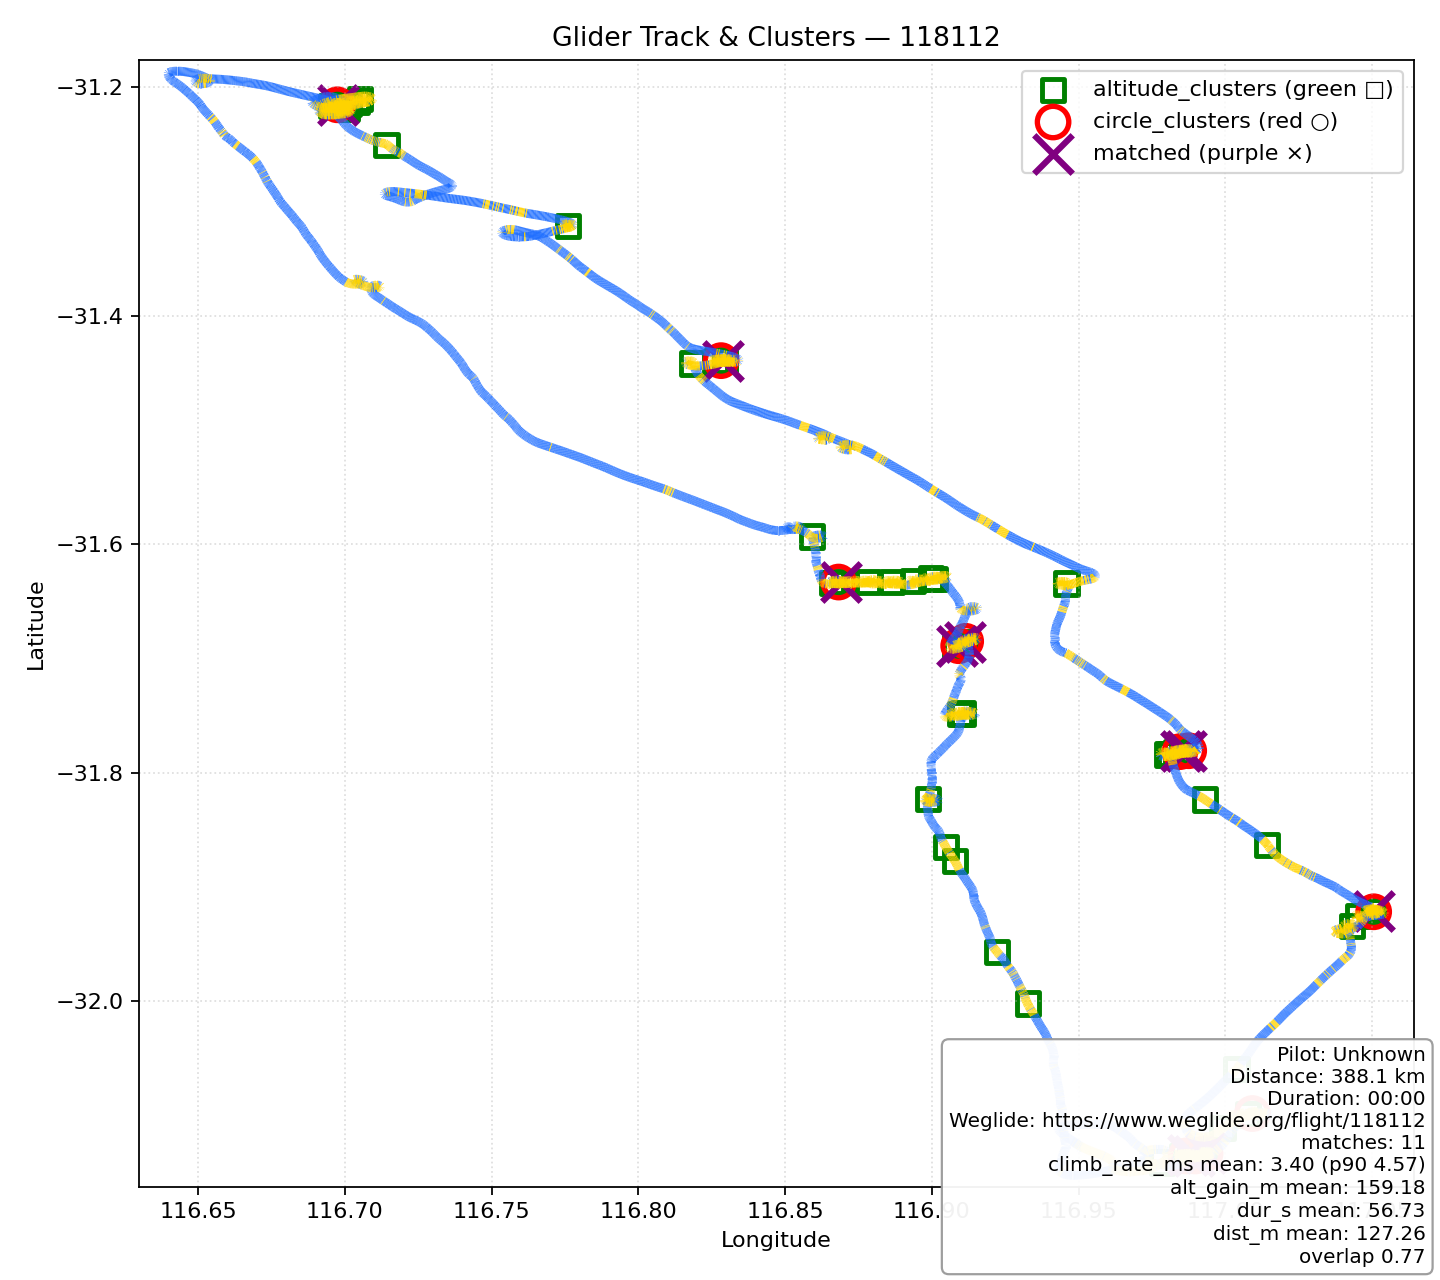 Glider Track & Clusters — 118112
altitude_clusters (green □)
circle_clusters (red ○)
matched (purple ×)
−31.2
−31.4
−31.6
−31.8
−32.0
Latitude
116.65
116.70
116.75
116.80
116.85
116.90
116.95
Longitude
Pilot: Unknown
Distance: 388.1 km
Duration: 00:00
Weglide: https://www.weglide.org/flight/118112
matches: 11
climb_rate_ms mean: 3.40 (p90 4.57)
alt_gain_m mean: 159.18
dur_s mean: 56.73
dist_m mean: 127.26
overlap 0.77